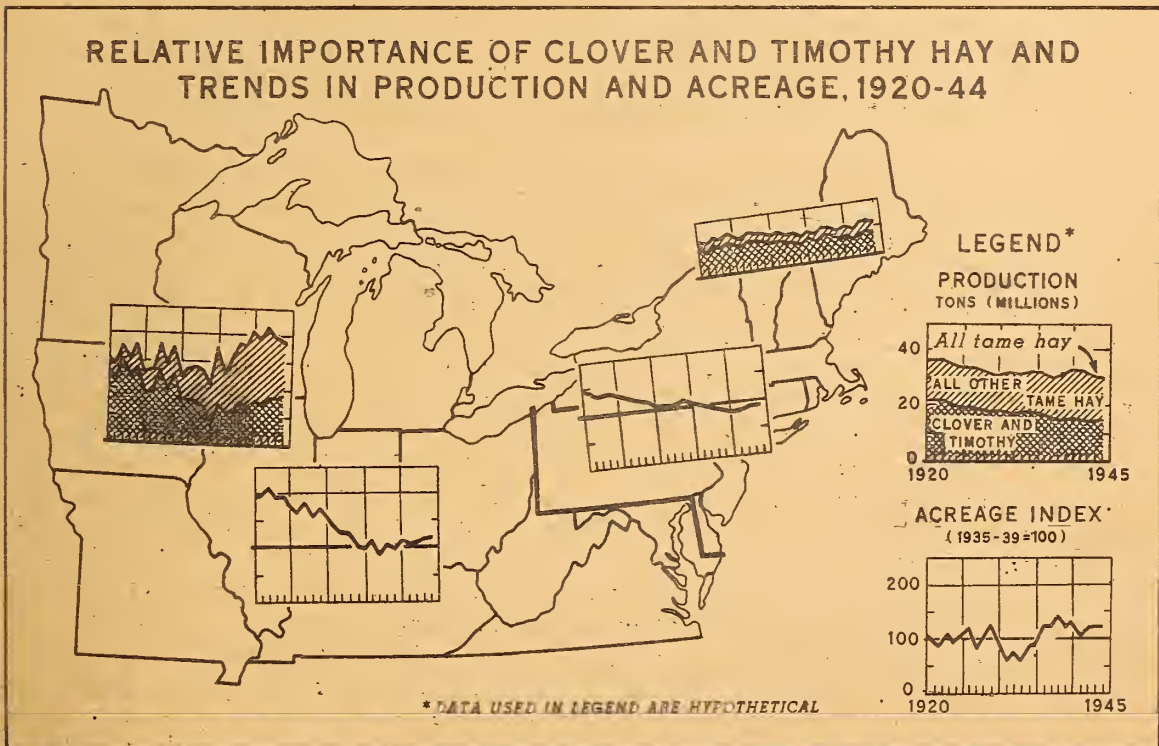 RELATIVE IMPORTANCE OF CLOVER AND TIMOTHY HAY AND
TRENDS IN PRODUCTION AND ACREAGE, 1920-44
LEGEND*
PRODUCTION
TONS (MILLIONS)
40
All tame hay
ALL OTHER
TAME HAY
20
CLOVER AND
TIMOTHY
0
1920 1945
ACREAGE INDEX
(1935-39=100)
200
100
0
1920 1945
* DATA USED IN LEGEND ARE HYPOTHETICAL